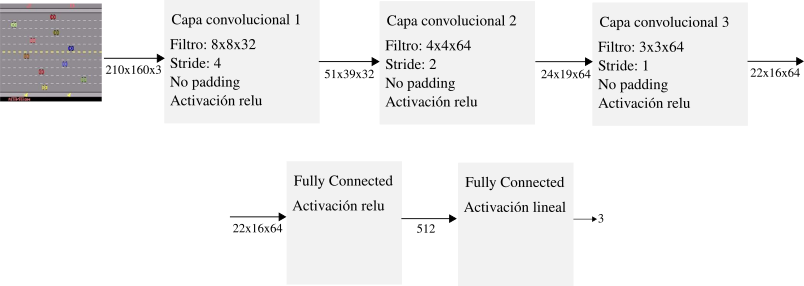 Capa convolucional 1
Filtro: 8x8x32
Stride: 4
No padding
Activación relu
Capa convolucional 2
Filtro: 4x4x64
Stride: 2
No padding
Activación relu
Capa convolucional 3
Filtro: 3x3x64
Stride: 1
No padding
Activación relu
210x160x3
51x39x32
24x19x64
22x16x64
Fully Connected
Activación relu
Fully Connected
Activación lineal
22x16x64
512
3